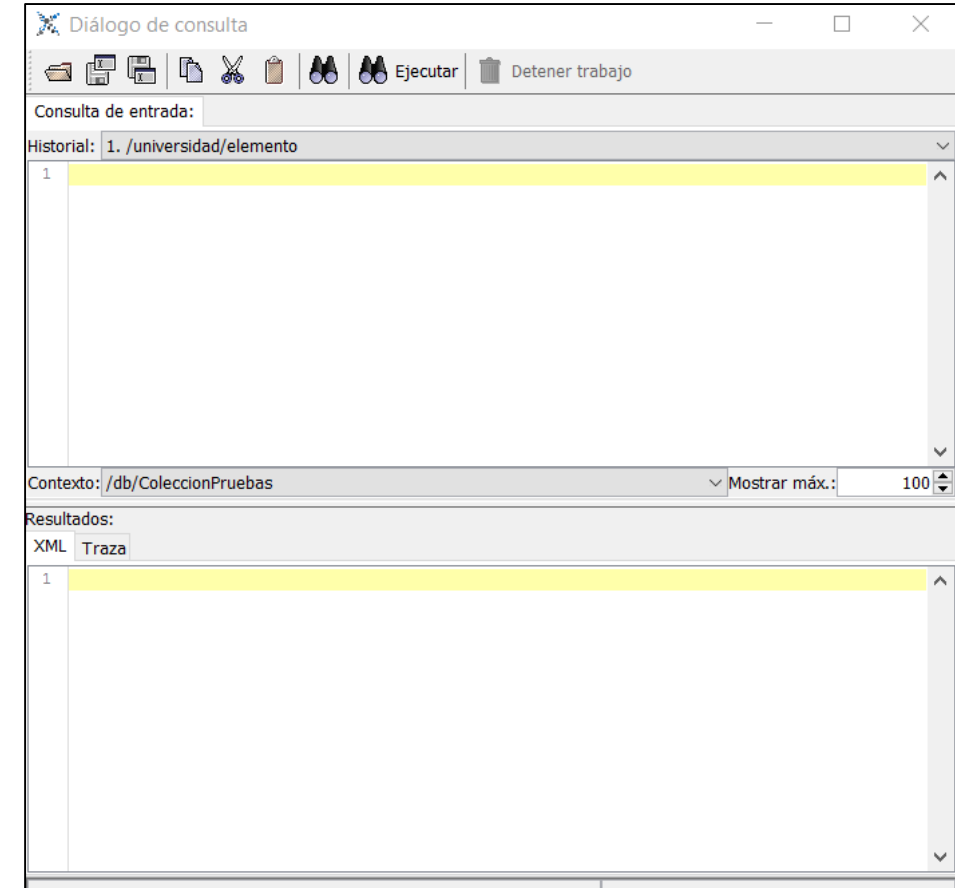 Diálogo de consulta
Ejecutar Detener trabajo
Consulta de entrada:
Historial: 1. /universidad/elemento
1
Contexto: /db/ColeccionPruebas Mostrar máx.: 100
Resultados:
XML Traza
1